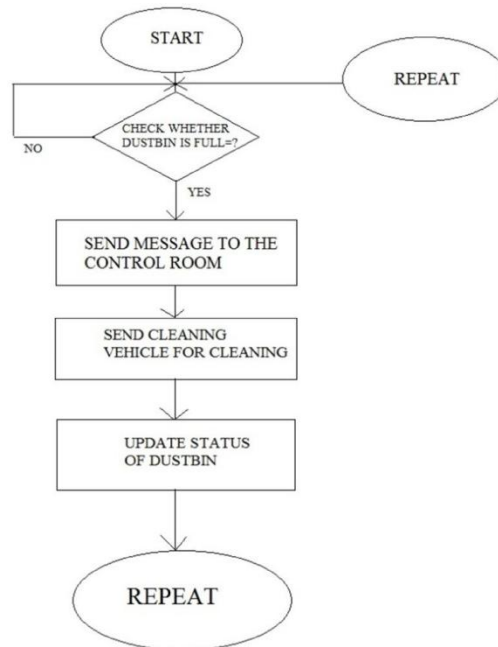 START
REPEAT
CHECK WHETHER
DUSTBIN IS FULL=?
NO
YES
SEND MESSAGE TO THE
CONTROL ROOM
SEND CLEANING
VEHICLE FOR CLEANING
UPDATE STATUS
OF DUSTBIN
REPEAT